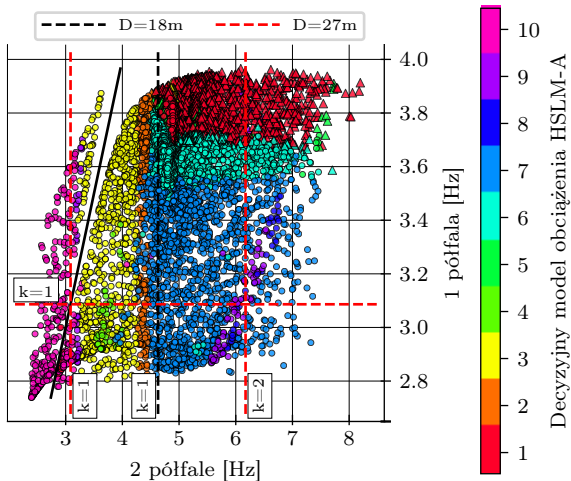 D=18m
D=27m
4.0
3.8
3.6
3.4
3.2
3.0
2.8
1 półfala [Hz]
k=1
k=1
k=1
k=2
3
4
5
6
7
8
2 półfale [Hz]
10
9
8
7
6
5
4
3
2
1
Decyzyjny model obciążenia HSLM-A